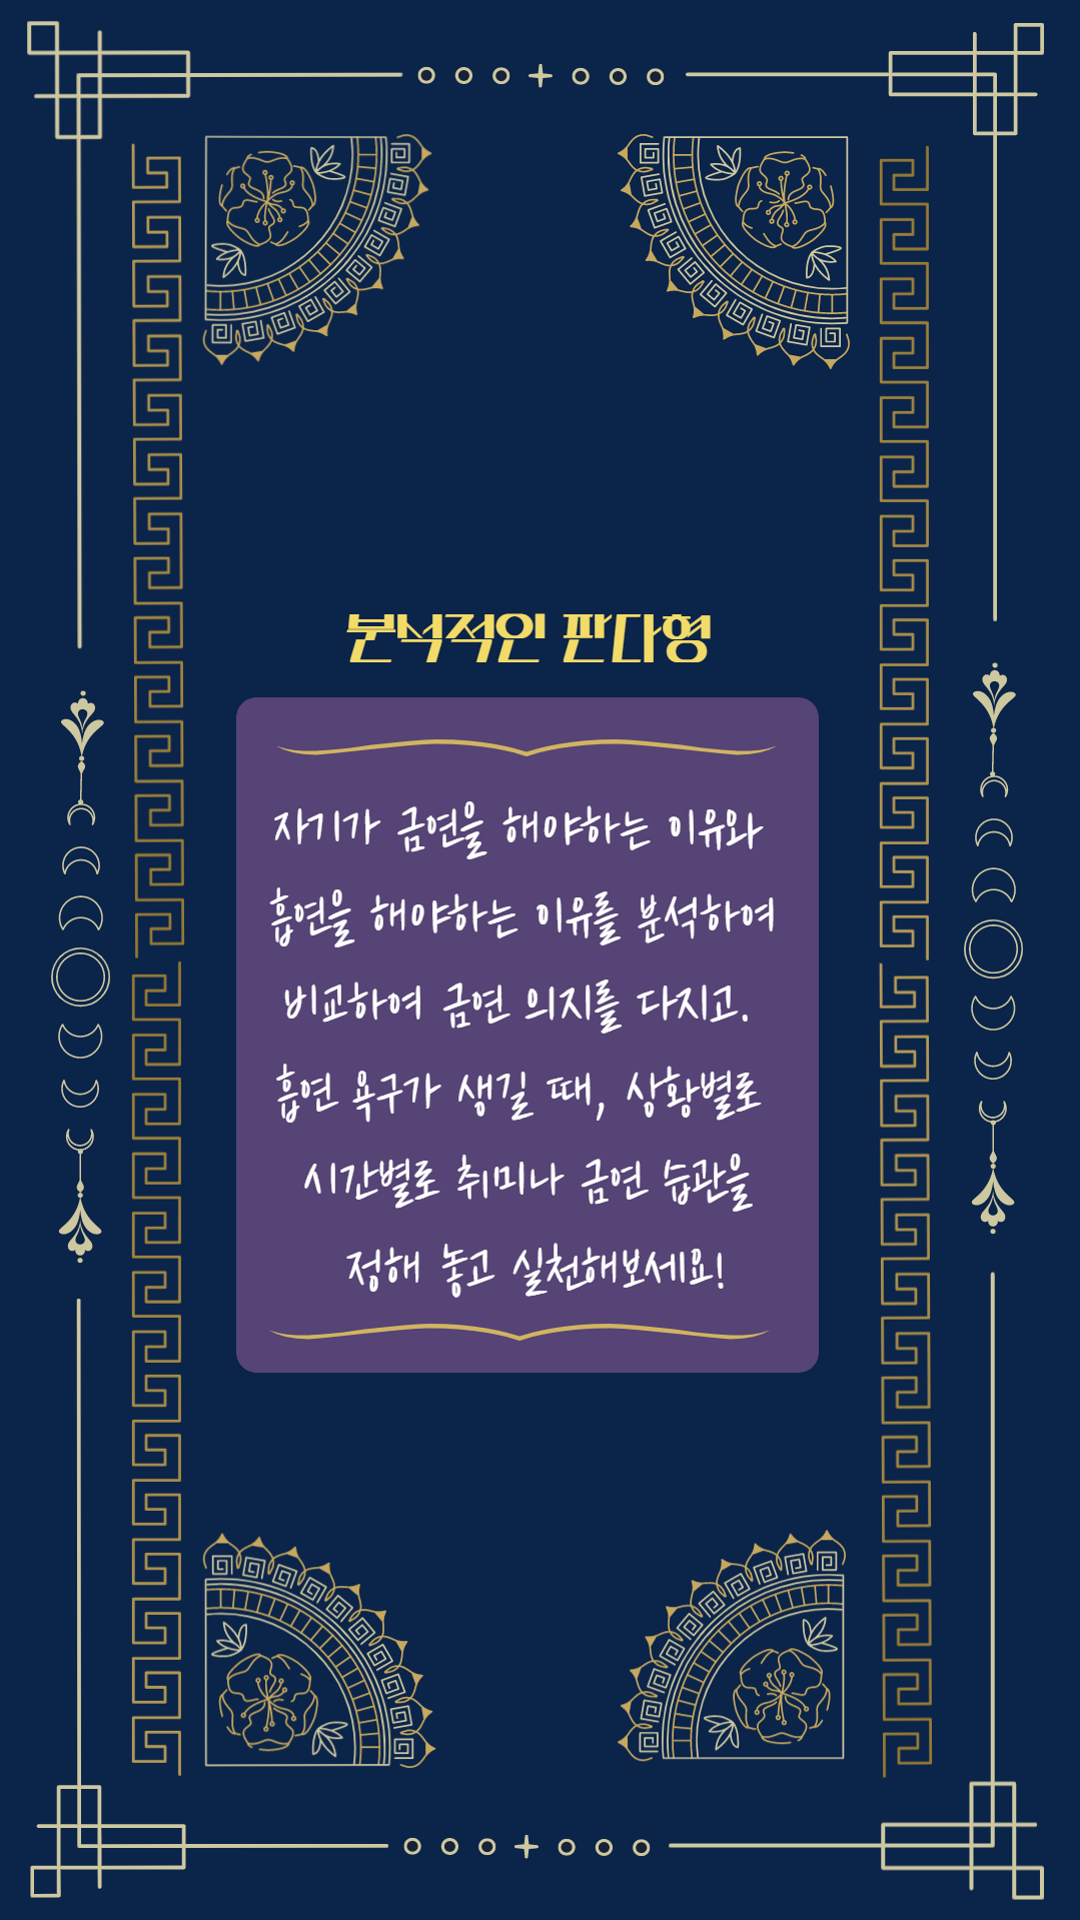 분석적인 판다형
자기가 금연을 해야하는 이유와
흡연을 해야하는 이유를 분석하여
비교하여 금연 의지를 다지고.
흡연 욕구가 생길 때, 상황별로
시간별로 취미나 금연 습관을
정해 놓고 실천해보세요!